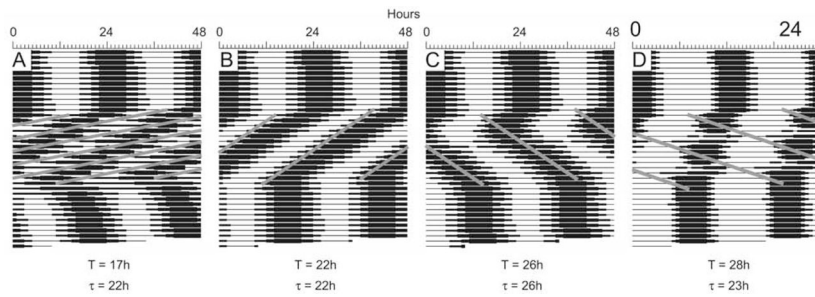 Hours
0 24 48 0 24 48 0 24 48 0 24
A B C D
T = 17h T = 22h T = 26h T = 28h
τ = 22h τ = 22h τ = 26h τ = 23h